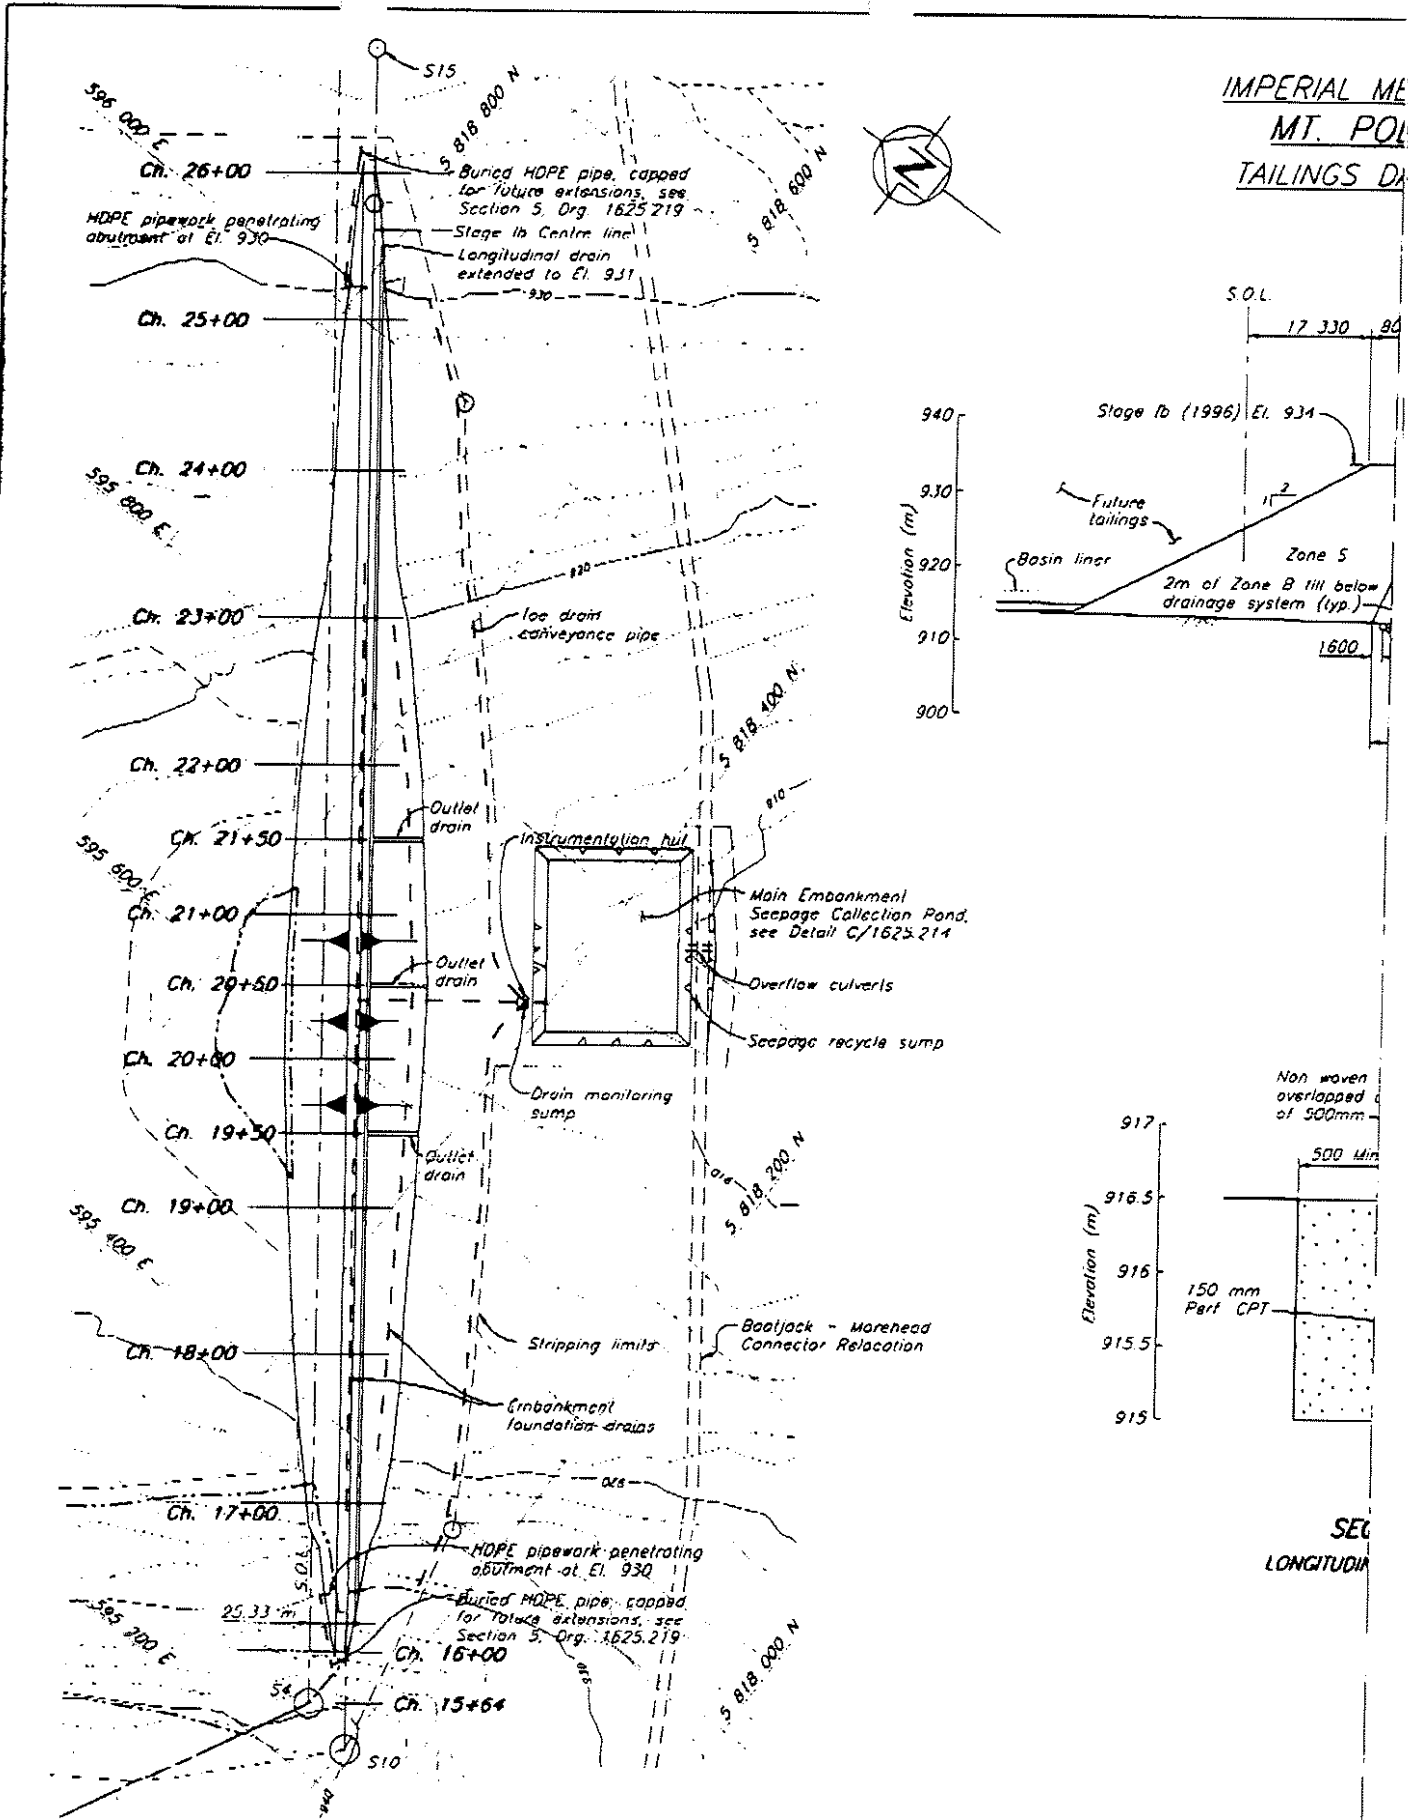 S15
596 000 E
5 818 800 N
IMPERIAL ME
MT. POL
TAILINGS DA
Ch. 26+00
Buried HDPE pipe, capped
for future extensions, see
Section 5, Drg. 1625.219
5 818 600 N
HDPE pipework penetrating
abutment at El. 930
Stage Ib Centre line
Longitudinal drain
extended to El. 931
930
Ch. 25+00
S.O.L.
17 330
80
Stage Ib (1996) El. 934
940
930
920
910
900
Elevation (m)
2
1
Future
tailings
Basin liner
Zone S
2m of Zone B till below
drainage system (typ.)
1600
Ch. 24+00
595 800 E
920
Ch. 23+00
Toe drain
conveyance pipe
5 818 400 N
Ch. 22+00
910
Outlet
drain
Ch. 21+50
Instrumentation hut
595 600 E
Ch. 21+00
Main Embankment
Seepage Collection Pond,
see Detail C/1625.214
Outlet
drain
Ch. 20+50
Overflow culverts
Seepage recycle sump
Ch. 20+00
Drain monitoring
sump
Ch. 19+50
Outlet
drain
910
5 818 200 N
Ch. 19+00
595 400 E
Non woven
overlapped
of 500mm
500 Min
917
916.5
916
915.5
915
Elevation (m)
150 mm
Perf CPT
Stripping limits
Bootjack - Morehead
Connector Relocation
Ch. 18+00
Embankment
foundation drains
920
Ch. 17+00
SEC
LONGITUDIN
S.O.L.
HDPE pipework penetrating
abutment at El. 930
25.33 m
Buried HDPE pipe, capped
for future extensions, see
Section 5, Drg. 1625.219
595 200 E
Ch. 16+00
930
5 818 000 N
S4
Ch. 15+64
S10
940